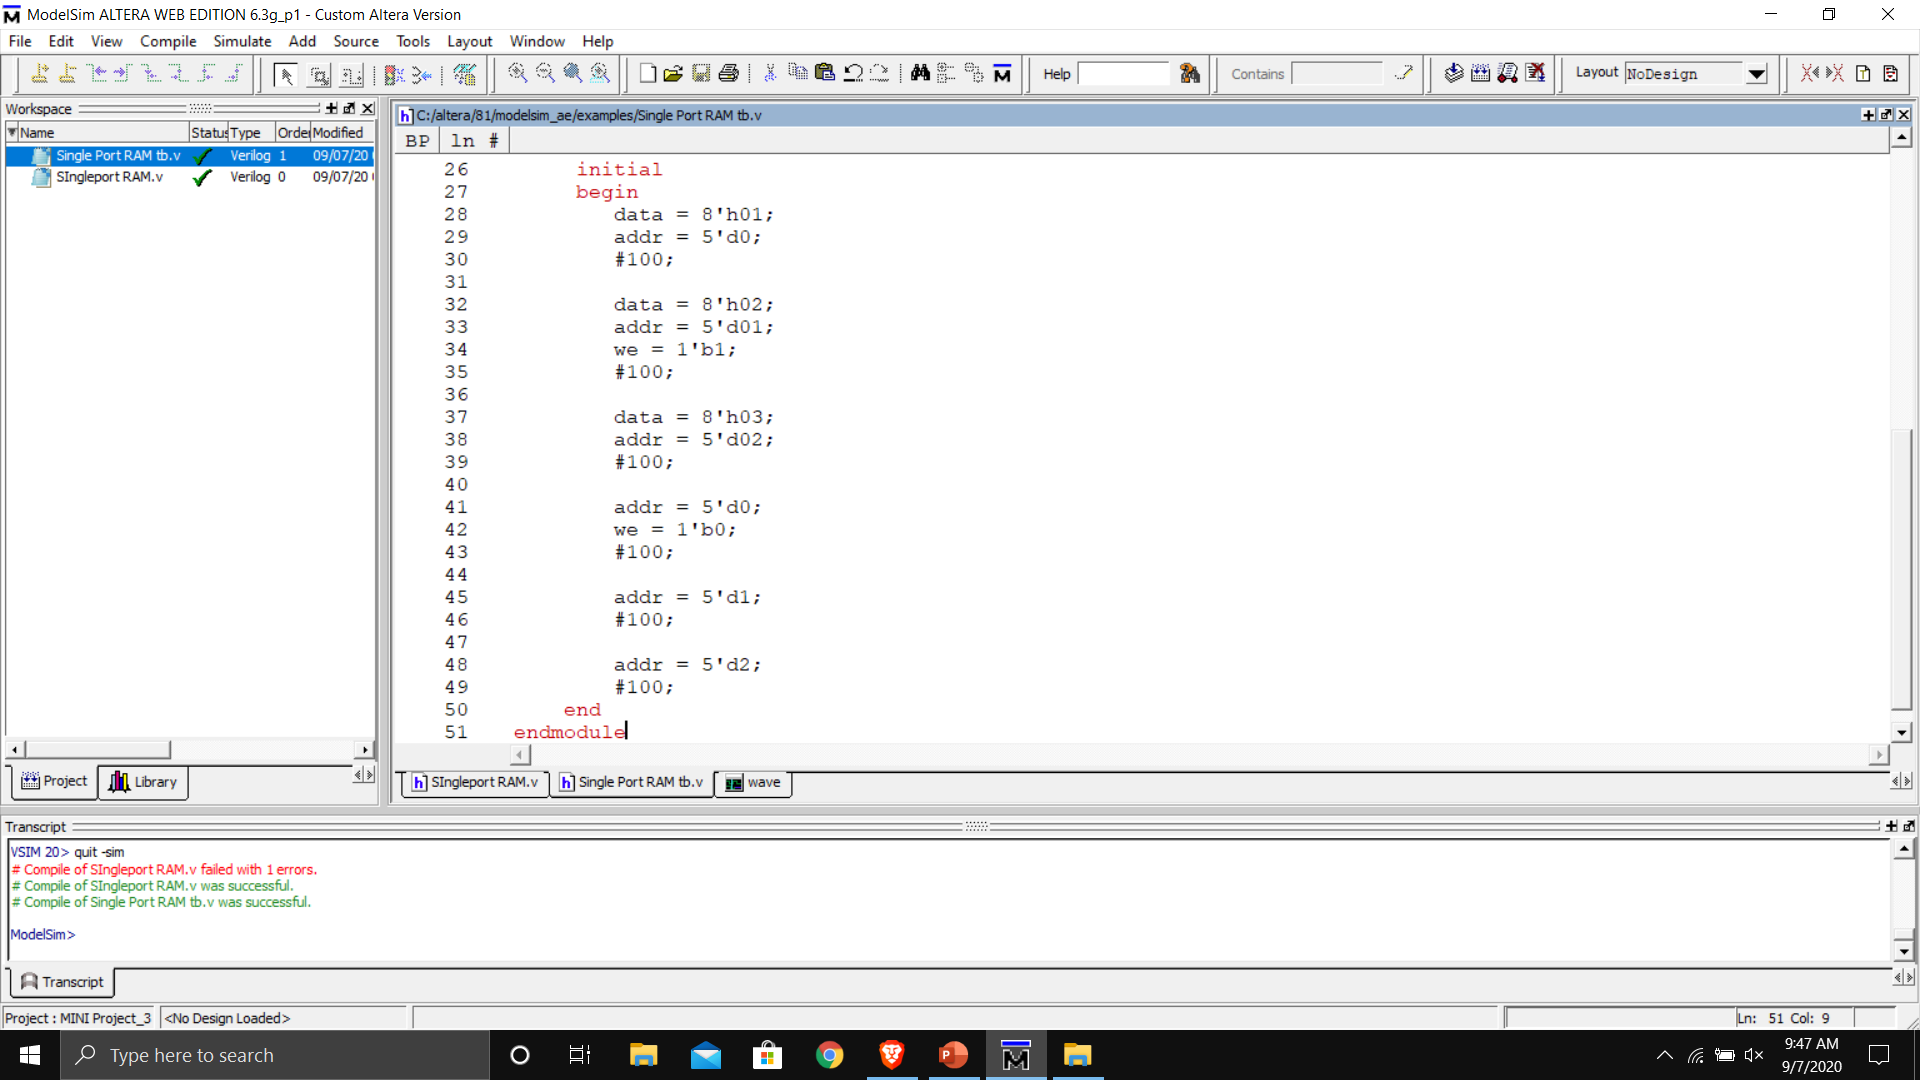 ModelSim ALTERA WEB EDITION 6.3g_p1 - Custom Altera Version
File Edit View Compile Simulate Add Source Tools Layout Window Help
Help Contains Layout NoDesign
Workspace
Name Status Type Order Modified
Single Port RAM tb.v Verilog 1 09/07/20
SIngleport RAM.v Verilog 0 09/07/20
Project Library
C:/altera/81/modelsim_ae/examples/Single Port RAM tb.v
BP ln #
26 initial
27 begin
28 data = 8'h01;
29 addr = 5'd0;
30 #100;
31
32 data = 8'h02;
33 addr = 5'd01;
34 we = 1'b1;
35 #100;
36
37 data = 8'h03;
38 addr = 5'd02;
39 #100;
40
41 addr = 5'd0;
42 we = 1'b0;
43 #100;
44
45 addr = 5'd1;
46 #100;
47
48 addr = 5'd2;
49 #100;
50 end
51 endmodule
SIngleport RAM.v Single Port RAM tb.v wave
Transcript
VSIM 20> quit -sim
# Compile of SIngleport RAM.v failed with 1 errors.
# Compile of SIngleport RAM.v was successful.
# Compile of Single Port RAM tb.v was successful.
ModelSim>
Transcript
Project : MINI Project_3 <No Design Loaded> Ln: 51 Col: 9
Type here to search
9:47 AM
9/7/2020